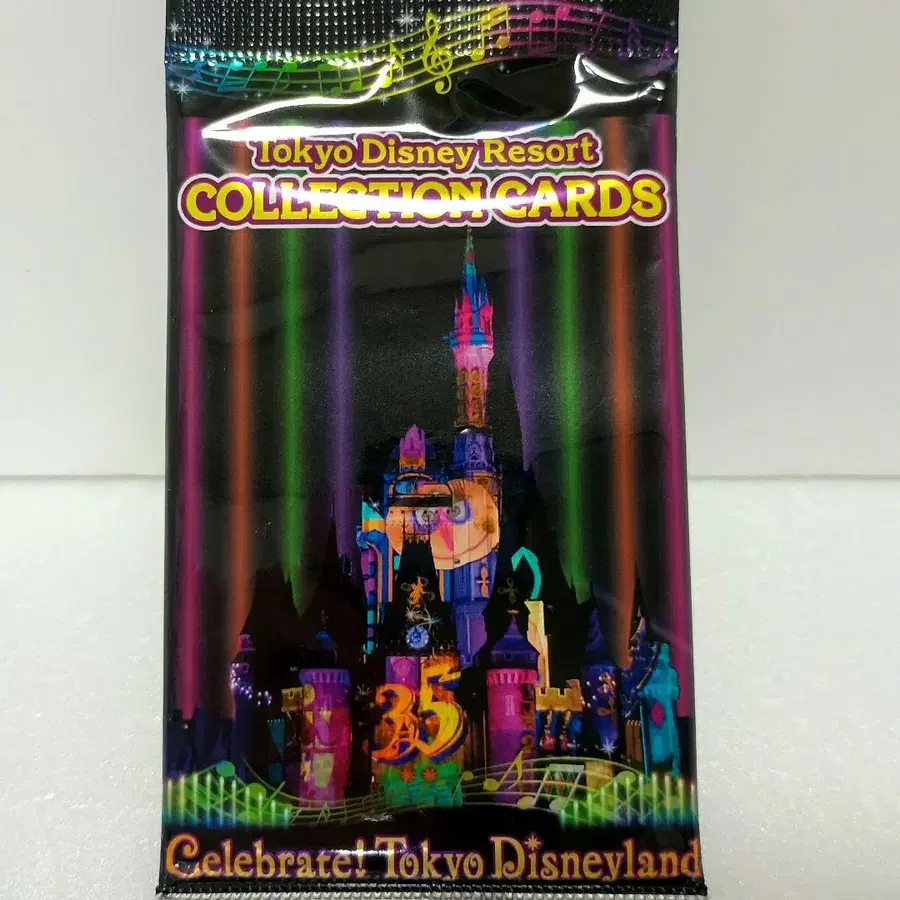 Tokyo Disney Resort
COLLECTION CARDS
35
Celebrate! Tokyo Disneyland